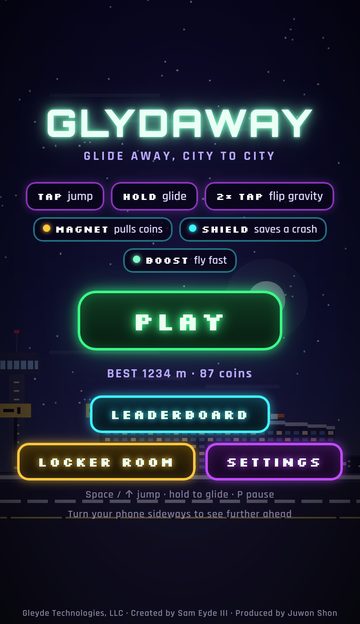 GLYDAWAY
GLIDE AWAY, CITY TO CITY
TAP jump HOLD glide 2× TAP flip gravity
MAGNET pulls coins SHIELD saves a crash
BOOST fly fast
PLAY
BEST 1234 m · 87 coins
LEADERBOARD
LOCKER ROOM SETTINGS
Space / ↑ jump · hold to glide · P pause
Turn your phone sideways to see further ahead
Gleyde Technologies, LLC · Created by Sam Eyde III · Produced by Juwon Shon